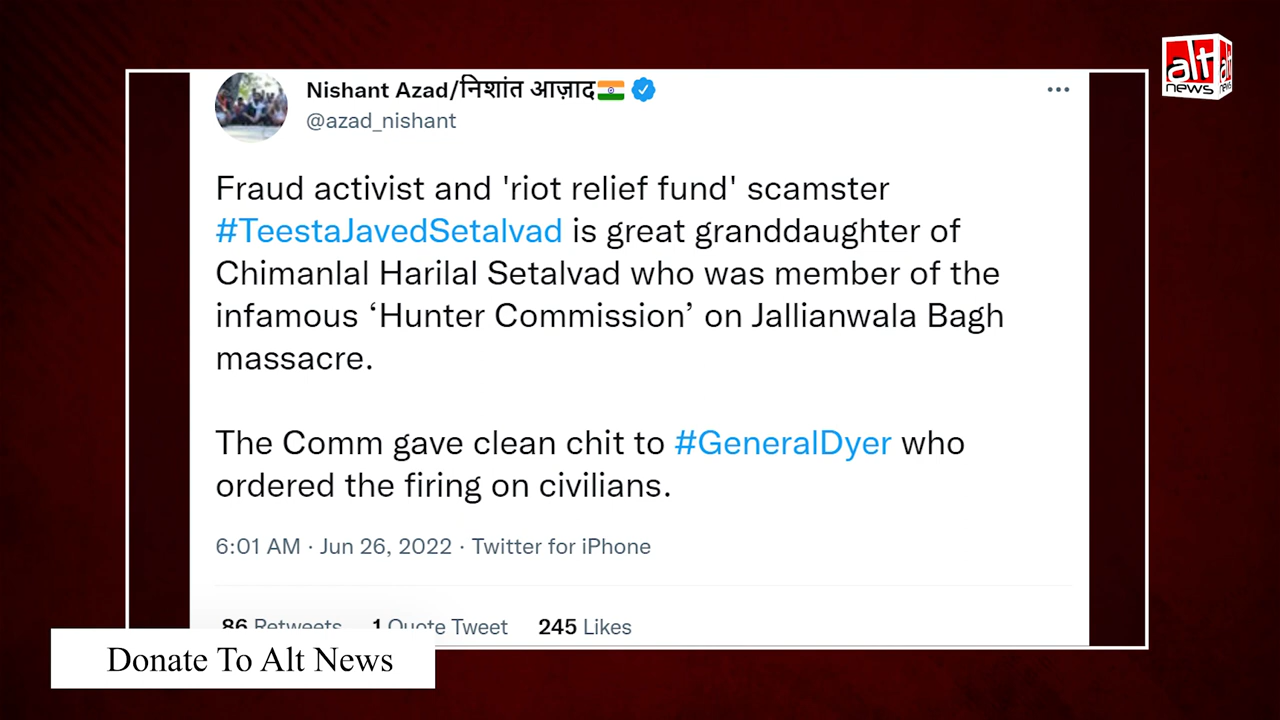 Nishant Azad/निशांत आज़ाद
@azad_nishant
alt
news
Fraud activist and 'riot relief fund' scamster
#TeestaJavedSetalvad is great granddaughter of
Chimanlal Harilal Setalvad who was member of the
infamous ‘Hunter Commission’ on Jallianwala Bagh
massacre.
The Comm gave clean chit to #GeneralDyer who
ordered the firing on civilians.
6:01 AM · Jun 26, 2022 · Twitter for iPhone
86 Retweets 1 Quote Tweet 245 Likes
Donate To Alt News